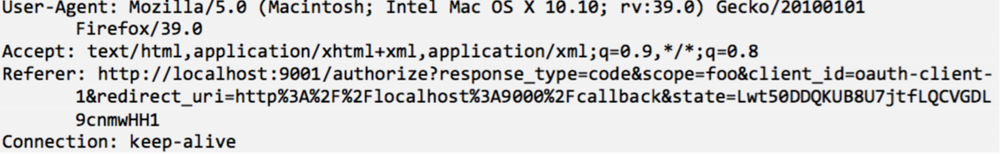 User-Agent: Mozilla/5.0 (Macintosh; Intel Mac OS X 10.10; rv:39.0) Gecko/20100101
Firefox/39.0
Accept: text/html,application/xhtml+xml,application/xml;q=0.9,*/*;q=0.8
Referer: http://localhost:9001/authorize?response_type=code&scope=foo&client_id=oauth-client-
1&redirect_uri=http%3A%2F%2Flocalhost%3A9000%2Fcallback&state=Lwt50DDQKUB8U7jtfLQCVGDL
9cnmwHH1
Connection: keep-alive